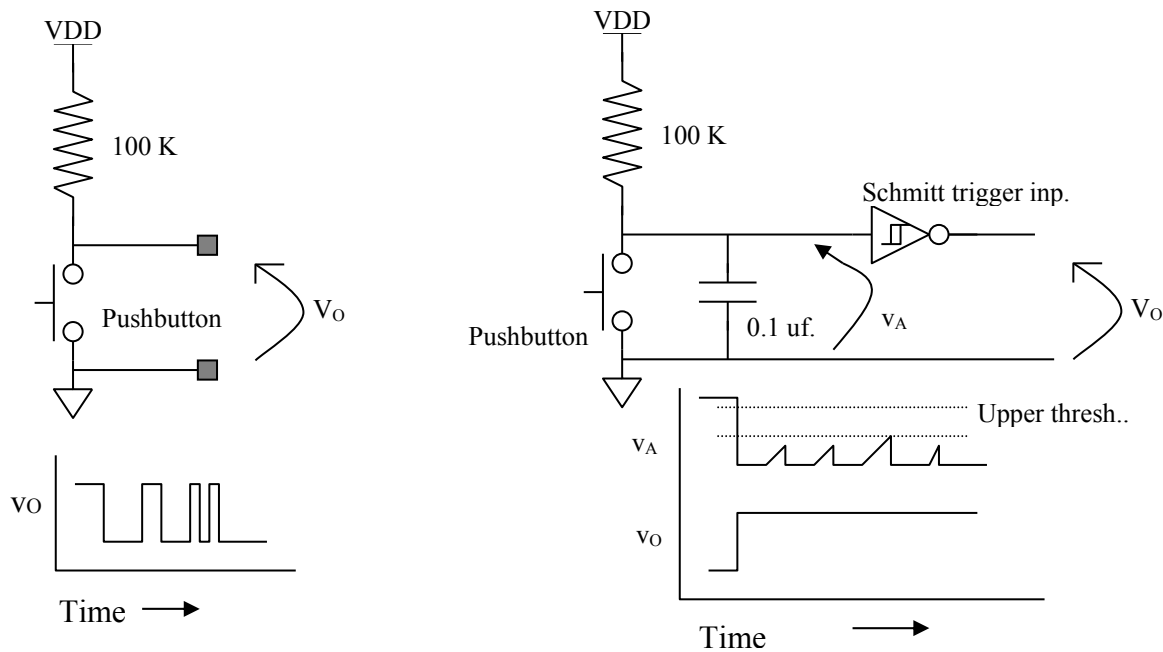 VDD
100 K
Pushbutton
VO
vO
Time
VDD
100 K
Schmitt trigger inp.
Pushbutton
0.1 uf.
vA
VO
Upper thresh..
vA
vO
Time